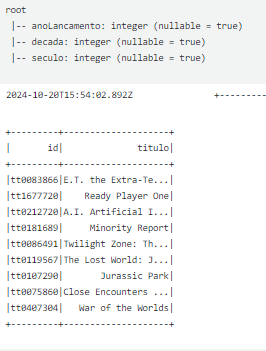 root
 |-- anoLancamento: integer (nullable = true)
 |-- decada: integer (nullable = true)
 |-- seculo: integer (nullable = true)
2024-10-20T15:54:02.892Z +---------
+---------+--------------------+
|       id|              titulo|
+---------+--------------------+
|tt0083866|E.T. the Extra-Te...|
|tt1677720|    Ready Player One|
|tt0212720|A.I. Artificial I...|
|tt0181689|     Minority Report|
|tt0086491|Twilight Zone: Th...|
|tt0119567|The Lost World: J...|
|tt0107290|       Jurassic Park|
|tt0075860|Close Encounters ...|
|tt0407304|   War of the Worlds|
+---------+--------------------+